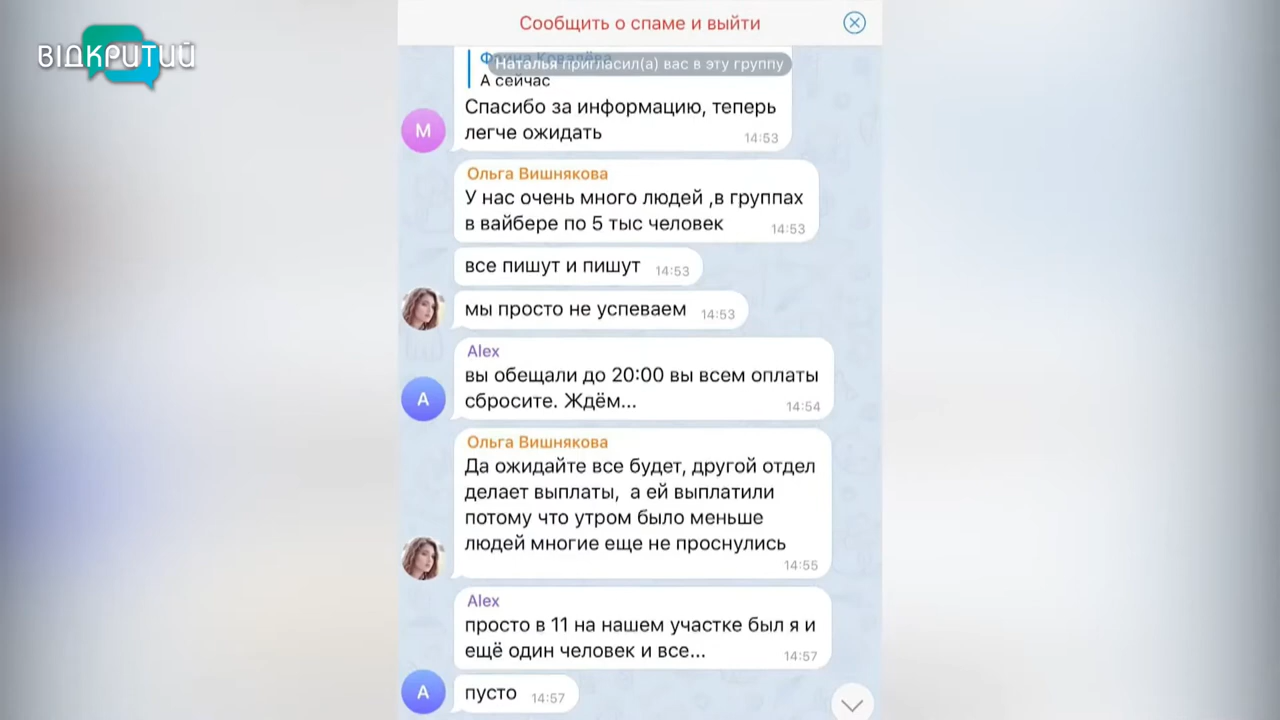 ВІДКРИТИЙ
Сообщить о спаме и выйти
Наталья пригласил(а) вас в эту группу
А сейчас
Спасибо за информацию, теперь
легче ожидать
14:53
М
Ольга Вишнякова
У нас очень много людей ,в группах
в вайбере по 5 тыс человек
14:53
все пишут и пишут 14:53
мы просто не успеваем 14:53
Alex
вы обещали до 20:00 вы всем оплаты
сбросите. Ждём...
14:54
А
Ольга Вишнякова
Да ожидайте все будет, другой отдел
делает выплаты,  а ей выплатили
потому что утром было меньше
людей многие еще не проснулись
14:55
Alex
просто в 11 на нашем участке был я и
ещё один человек и все...
14:57
А
пусто 14:57